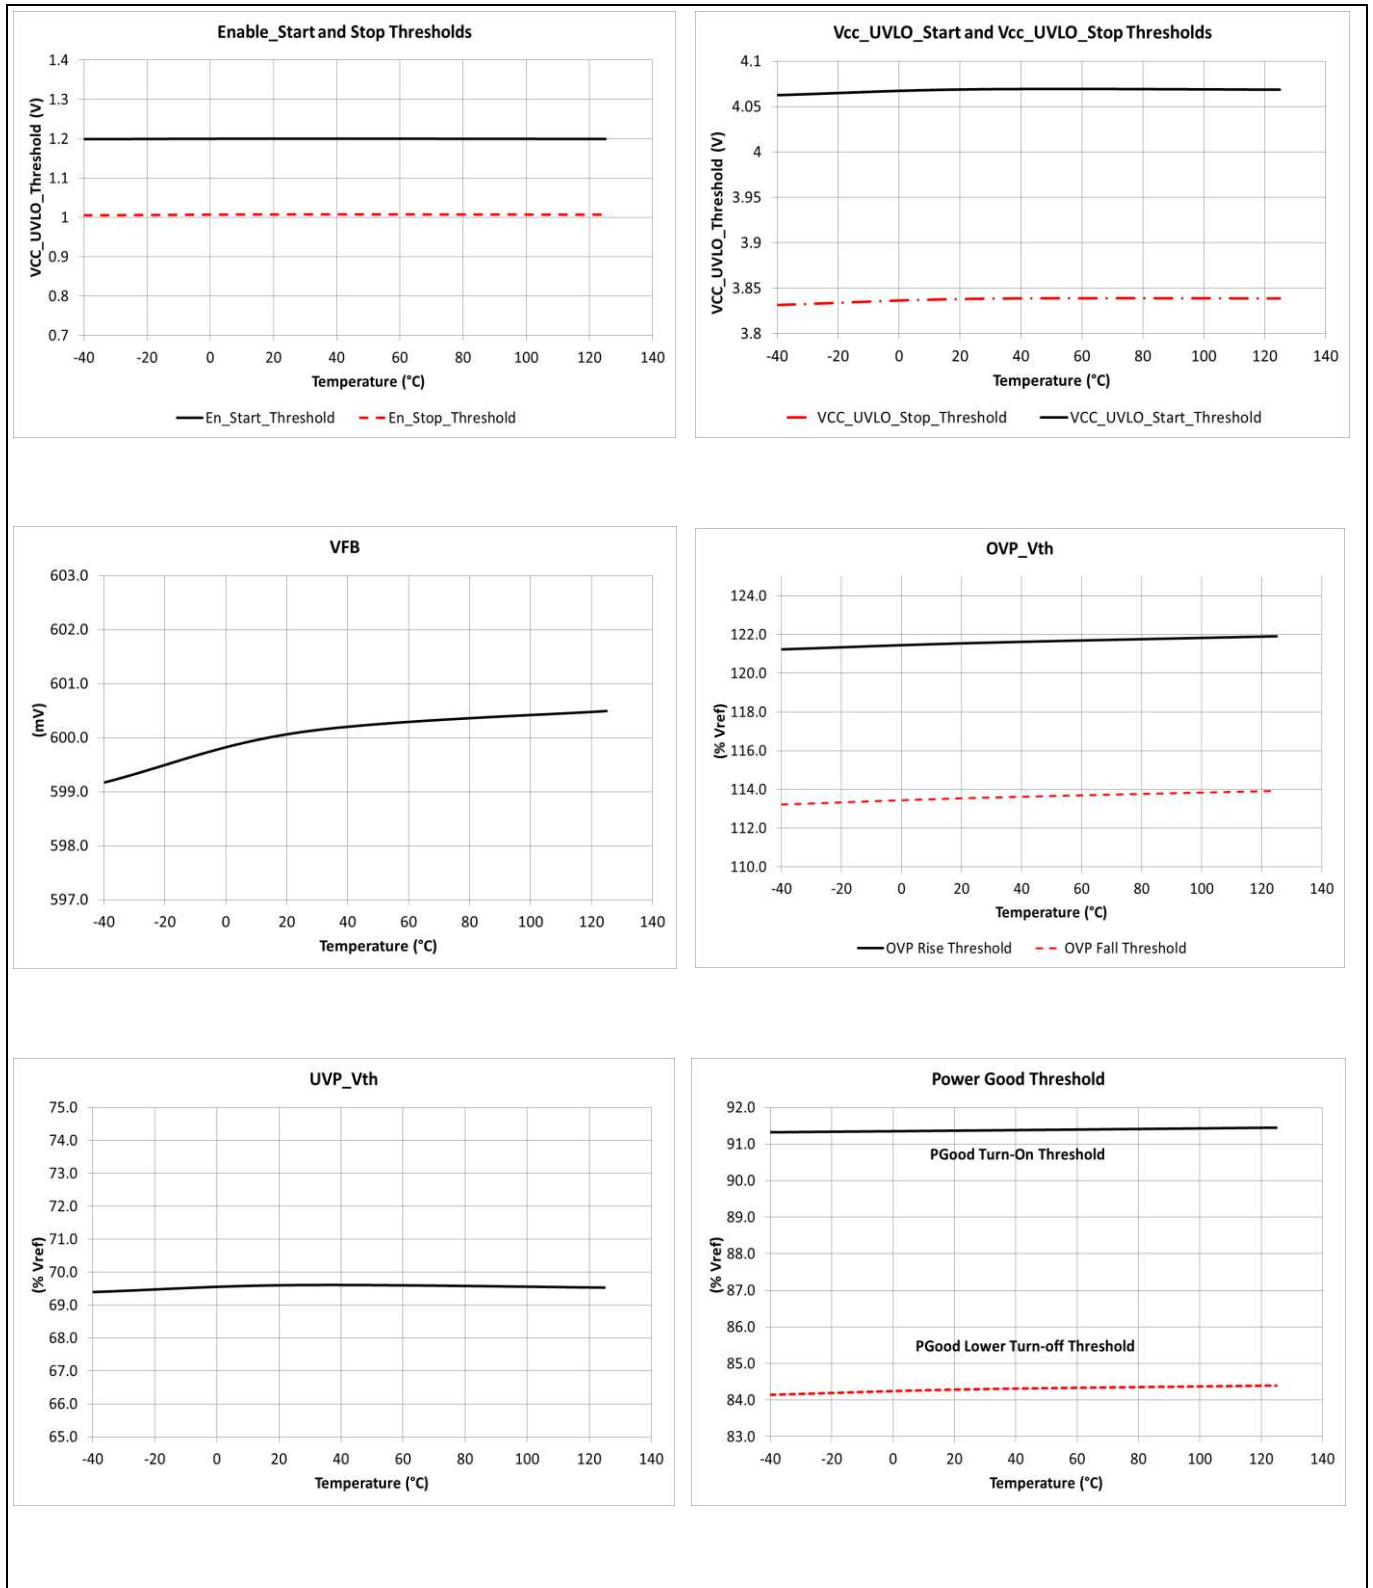 Enable_Start and Stop Thresholds
VCC_UVLO_Threshold (V)
1.4
1.3
1.2
1.1
1
0.9
0.8
0.7
-40 -20 0 20 40 60 80 100 120 140
Temperature (°C)
En_Start_Threshold En_Stop_Threshold
Vcc_UVLO_Start and Vcc_UVLO_Stop Thresholds
VCC_UVLO_Threshold (V)
4.1
4.05
4
3.95
3.9
3.85
3.8
-40 -20 0 20 40 60 80 100 120 140
Temperature (°C)
VCC_UVLO_Stop_Threshold VCC_UVLO_Start_Threshold
VFB
(mV)
603.0
602.0
601.0
600.0
599.0
598.0
597.0
-40 -20 0 20 40 60 80 100 120 140
Temperature (°C)
OVP_Vth
(% Vref)
124.0
122.0
120.0
118.0
116.0
114.0
112.0
110.0
-40 -20 0 20 40 60 80 100 120 140
Temperature (°C)
OVP Rise Threshold OVP Fall Threshold
UVP_Vth
(% Vref)
75.0
74.0
73.0
72.0
71.0
70.0
69.0
68.0
67.0
66.0
65.0
-40 -20 0 20 40 60 80 100 120 140
Temperature (°C)
Power Good Threshold
(% Vref)
92.0
91.0
90.0
89.0
88.0
87.0
86.0
85.0
84.0
83.0
PGood Turn-On Threshold
PGood Lower Turn-off Threshold
-40 -20 0 20 40 60 80 100 120 140
Temperature (°C)